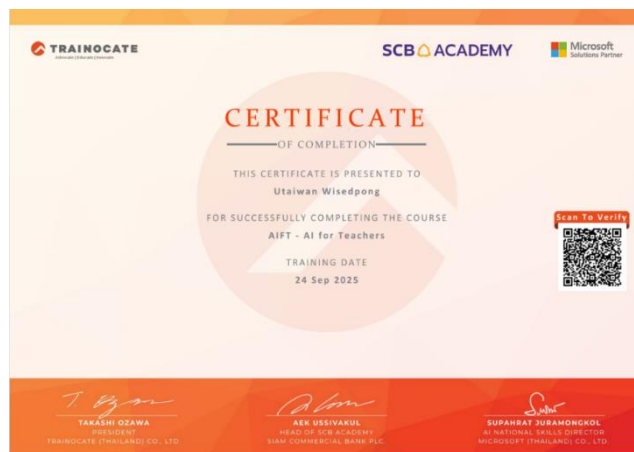 TRAINOCATE
SCB ACADEMY
Microsoft
Solutions Partner
CERTIFICATE
OF COMPLETION
THIS CERTIFICATE IS PRESENTED TO
Utaiwan Wisedpong
FOR SUCCESSFULLY COMPLETING THE COURSE
AIFT - AI for Teachers
TRAINING DATE
24 Sep 2025
Scan To Verify
TAKASHI OZAWA
PRESIDENT
TRAINOCATE (THAILAND) CO., LTD.
AEK USSIVAKUL
HEAD OF SCB ACADEMY
SIAM COMMERCIAL BANK PLC.
SUPAHRAT JURAMONGKOL
AI NATIONAL SKILLS DIRECTOR
MICROSOFT (THAILAND) CO., LTD